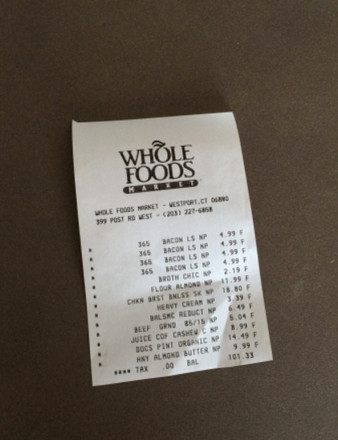 WHOLE
FOODS
MARKET
WHOLE FOODS MARKET - WESTPORT,CT 06880
399 POST RD WEST - (203) 227-6858
365 BACON LS NP 4.99 F
365 BACON LS NP 4.99 F
365 BACON LS NP 4.99 F
365 BACON LS NP 4.99 F
BROTH CHIC NP 2.19 F
FLOUR ALMOND NP 11.99 F
CHKN BRST BNLSS SK NP 18.80 F
HEAVY CREAM NP 3.39 F
BALSMC REDUCT NP 6.49 F
BEEF GRND 85/15 NP 5.04 F
JUICE COF CASHEW C NP 8.99 F
DOCS PINT ORGANIC NP 14.49 F
HNY ALMOND BUTTER NP 9.99 F
**** TAX .00 BAL 101.33